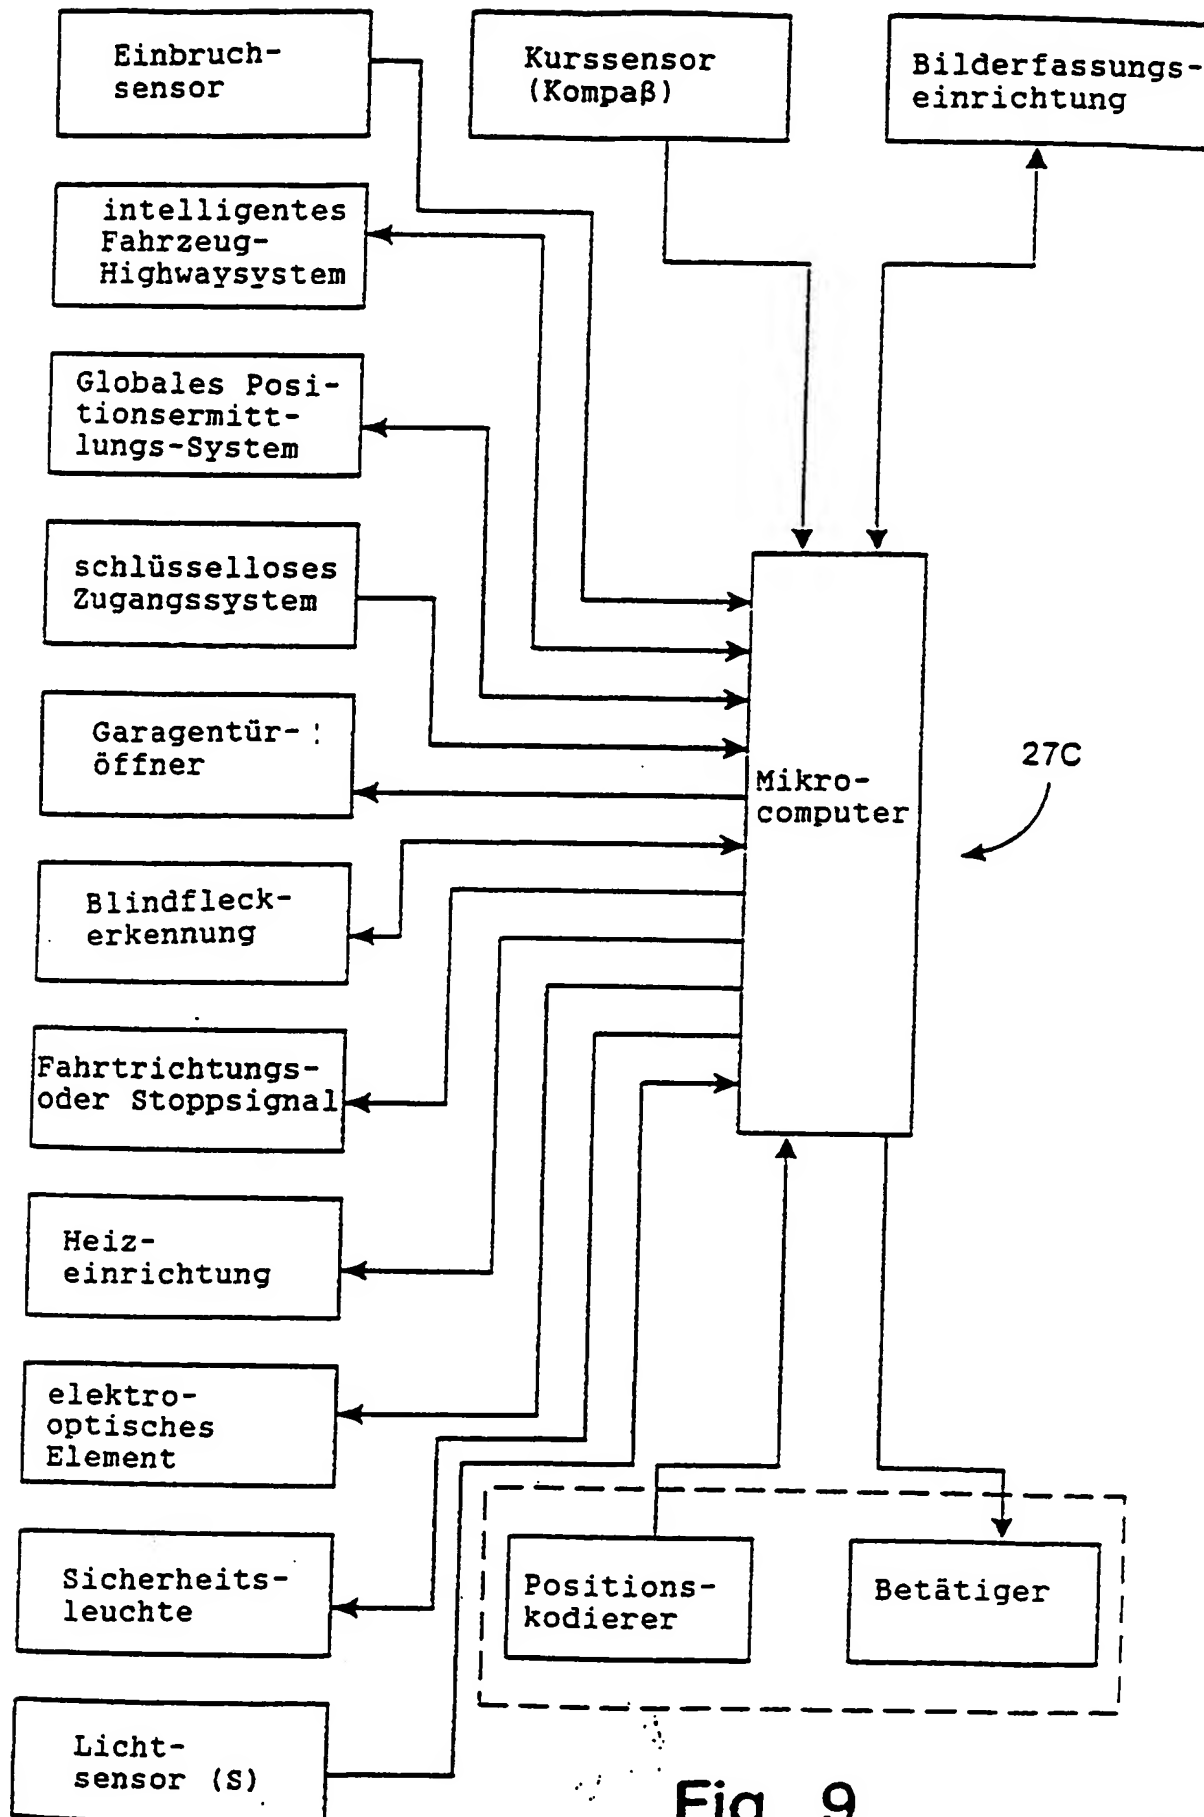 Einbruch-
sensor
Kurssensor
(Kompaß)
Bilderfassungs-
einrichtung
intelligentes
Fahrzeug-
Highwaysystem
Globales Posi-
tionsermitt-
lungs-System
schlüsselloses
Zugangssystem
Garagentür-
öffner
Mikro-
computer
27C
Blindfleck-
erkennung
Fahrtrichtungs-
oder Stoppsignal
Heiz-
einrichtung
elektro-
optisches
Element
Sicherheits-
leuchte
Positions-
kodierer
Betätiger
Licht-
sensor (S)
Fig. 9